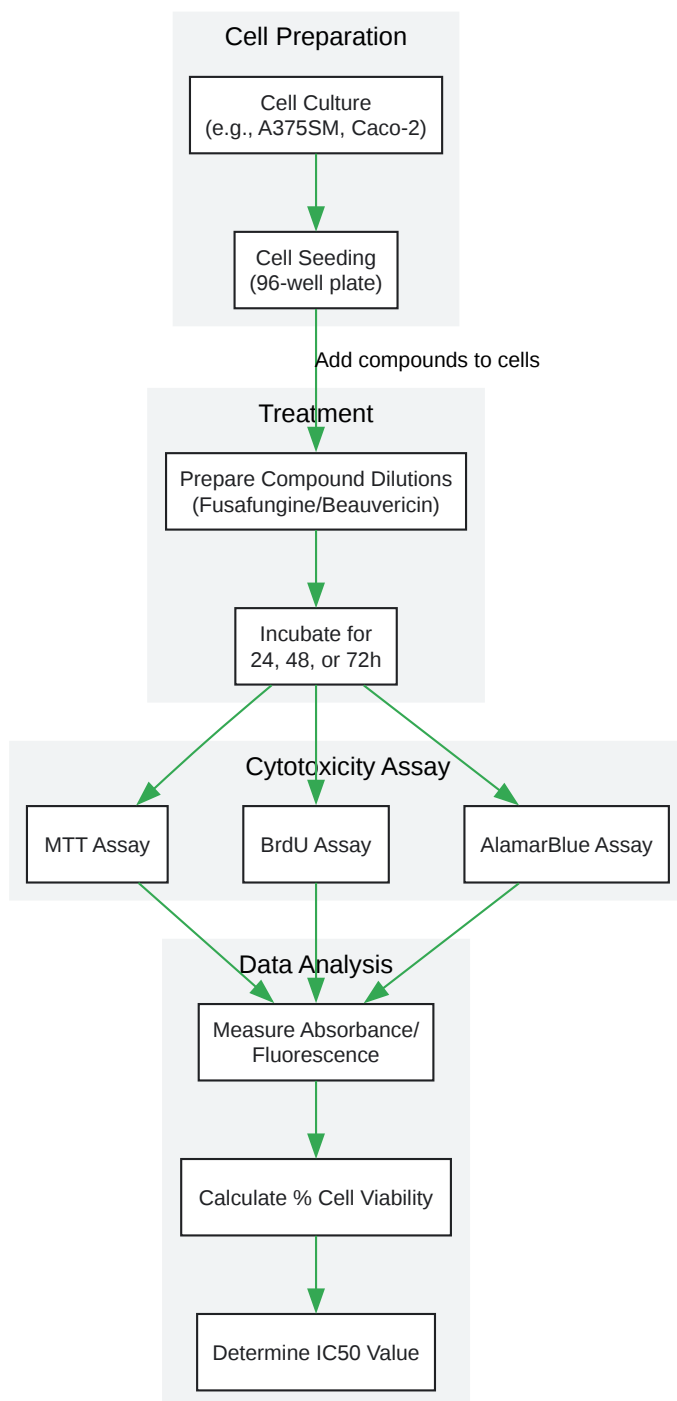 Cell Preparation
Cell Culture
(e.g., A375SM, Caco-2)
Cell Seeding
(96-well plate)
Add compounds to cells
Treatment
Prepare Compound Dilutions
(Fusafungine/Beauvericin)
Incubate for
24, 48, or 72h
Cytotoxicity Assay
MTT Assay
BrdU Assay
AlamarBlue Assay
Data Analysis
Measure Absorbance/
Fluorescence
Calculate % Cell Viability
Determine IC50 Value